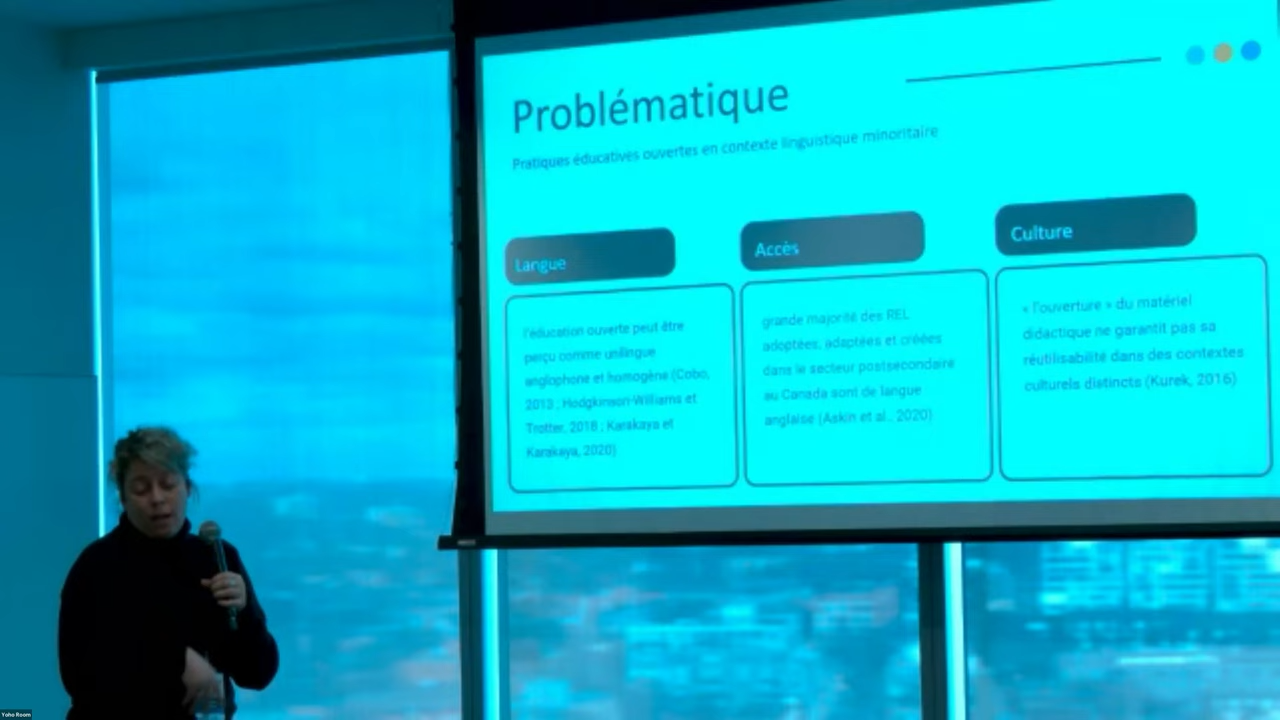 Problématique
Pratiques éducatives ouvertes en contexte linguistique minoritaire
Langue
l'éducation ouverte peut être
perçu comme unilingue
anglophone et homogène (Cobo,
2013 ; Hodgkinson-Williams et
Trotter, 2018 ; Karakaya et
Karakaya, 2020)
Accès
grande majorité des REL
adoptées, adaptées et créées
dans le secteur postsecondaire
au Canada sont de langue
anglaise (Askin et al., 2020)
Culture
« l'ouverture » du matériel
didactique ne garantit pas sa
réutilisabilité dans des contextes
culturels distincts (Kurek, 2016)
Yoho Room